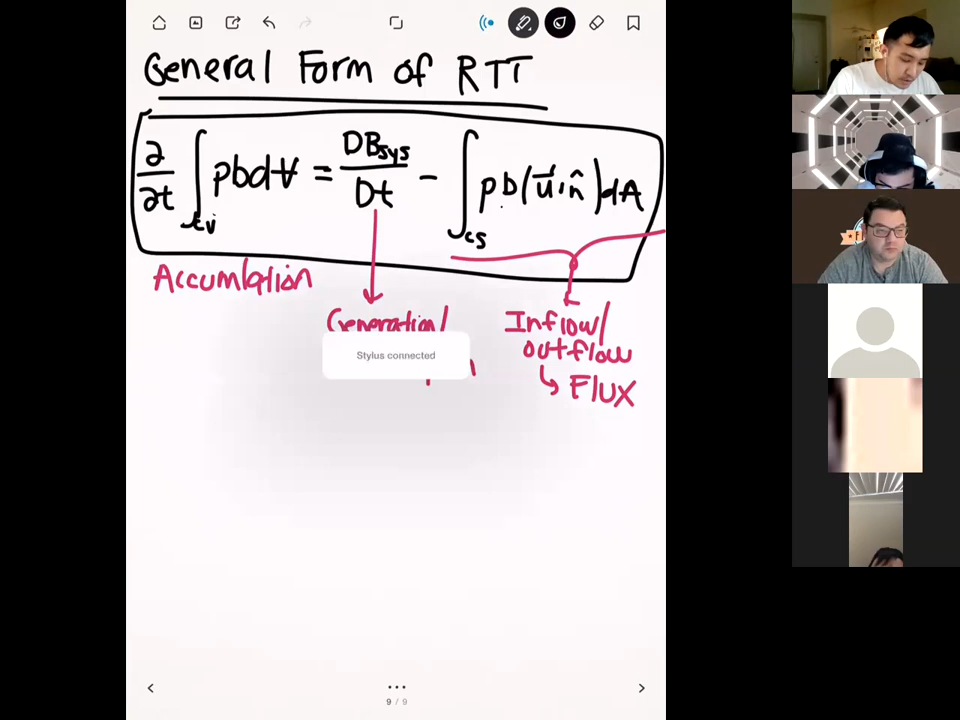 General Form of RTT
∂/∂t ∫cv ρbdV = DBsys/Dt - ∫cs ρb(u⃗·n̂)dA
Accumlation
Generation/
Inflow/
outflow
↳ FLUX
Stylus connected
9 / 9